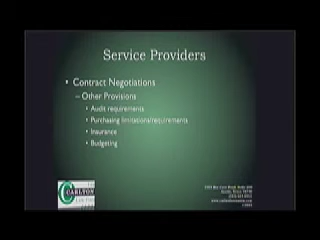 Service Providers
• Contract Negotiations
– Other Provisions
• Audit requirements
• Purchasing limitations/requirements
• Insurance
• Budgeting
CARLTON